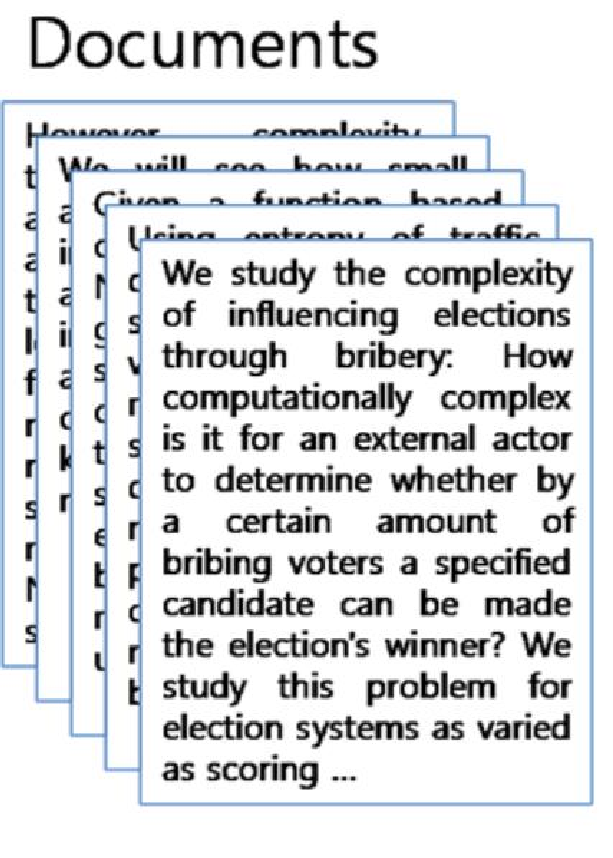 Documents
However complexity
We will see how small
Given a function based
Using entropy of traffic
We study the complexity
of influencing elections
through bribery: How
computationally complex
is it for an external actor
to determine whether by
a certain amount of
bribing voters a specified
candidate can be made
the election's winner? We
study this problem for
election systems as varied
as scoring ...